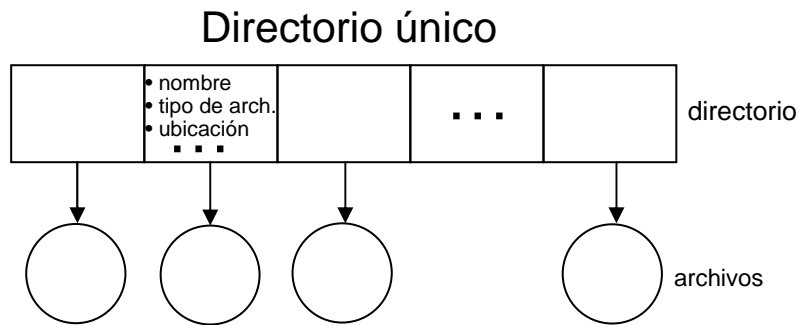 Directorio único
• nombre
• tipo de arch.
• ubicación
. . .
. . .
directorio
archivos